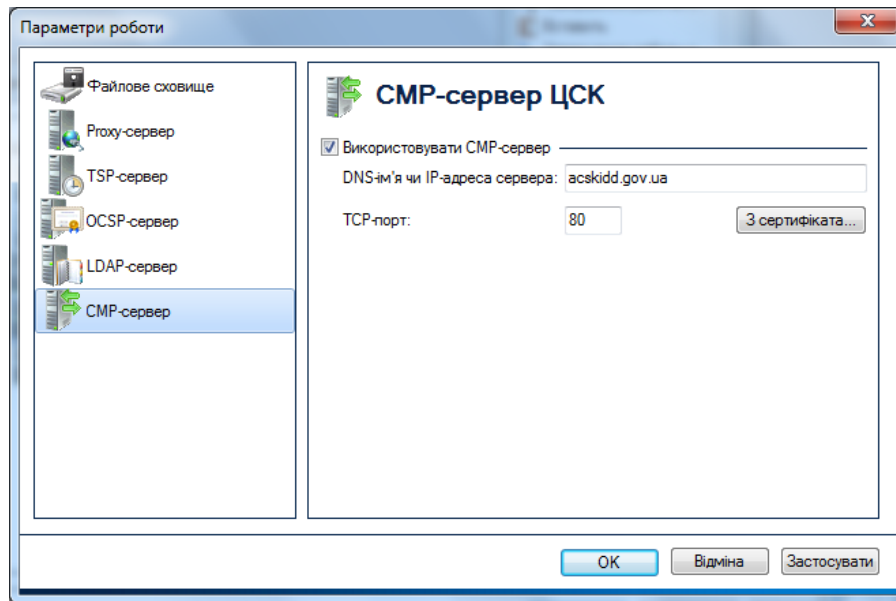 Параметри роботи
Файлове сховище
Proxy-сервер
TSP-сервер
OCSP-сервер
LDAP-сервер
CMP-сервер
CMP-сервер ЦСК
Використовувати CMP-сервер
DNS-ім'я чи IP-адреса сервера: acskidd.gov.ua
TCP-порт: 80 З сертифіката...
OK Відміна Застосувати